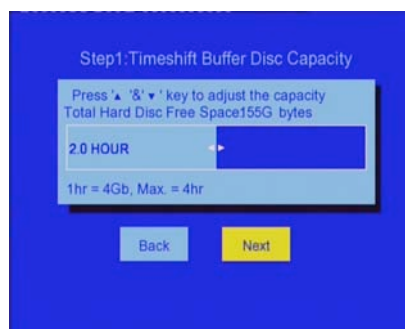 Step1:Timeshift Buffer Disc Capacity
Press '▲ '&' ▼ ' key to adjust the capacity
Total Hard Disc Free Space155G bytes
2.0 HOUR
1hr = 4Gb, Max. = 4hr
Back Next